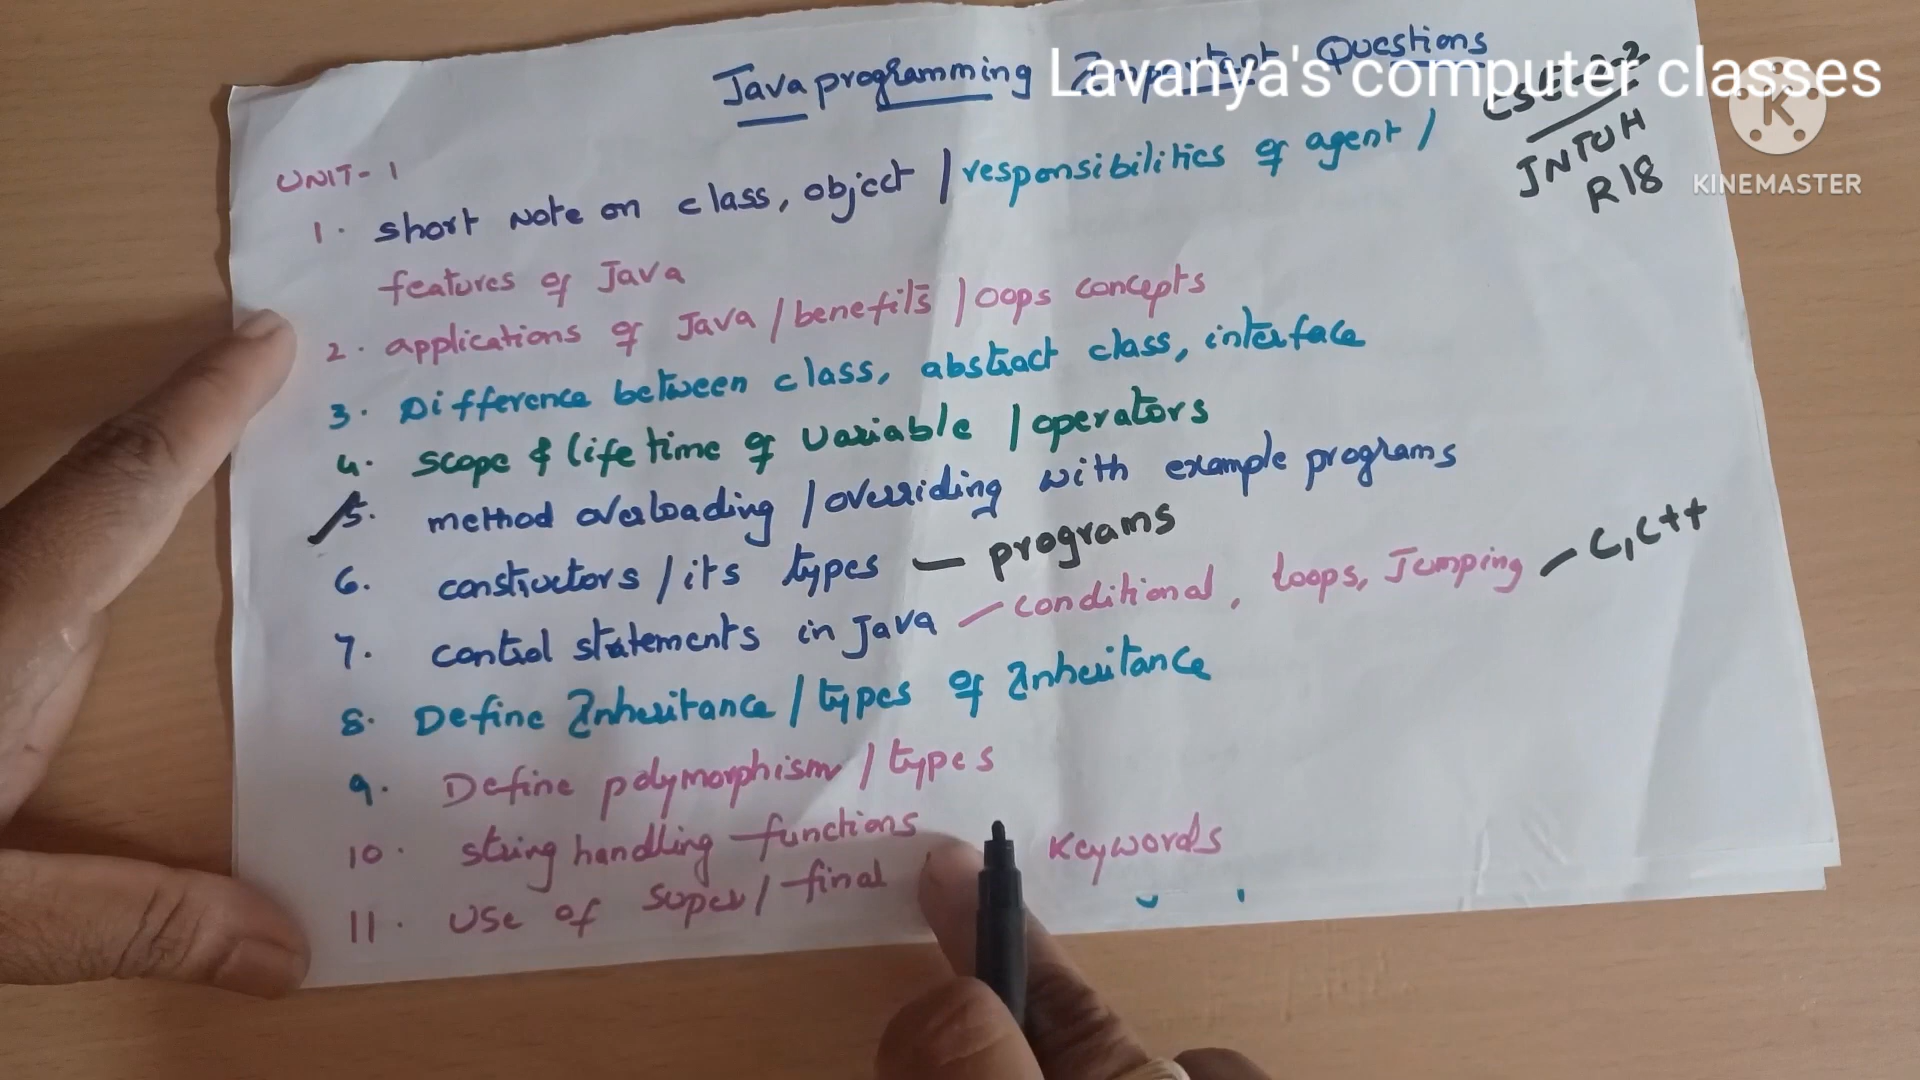 Java programming Important Questions
Lavanya's computer classes
CSE 2-2
JNTUH
R18
KINEMASTER
UNIT-1
1. short note on class, object / responsibilities of agent /
features of Java
2. applications of Java / benefits / oops concepts
3. Difference between class, abstract class, interface
4. scope & life time of variable / operators
5. method overloading / overriding with example programs
6. constructors / its types — programs
7. control statements in Java — conditional, loops, Jumping — C, C++
8. Define Inheritance / types of Inheritance
9. Define polymorphism / types
10. string handling functions
11. use of super / final keywords